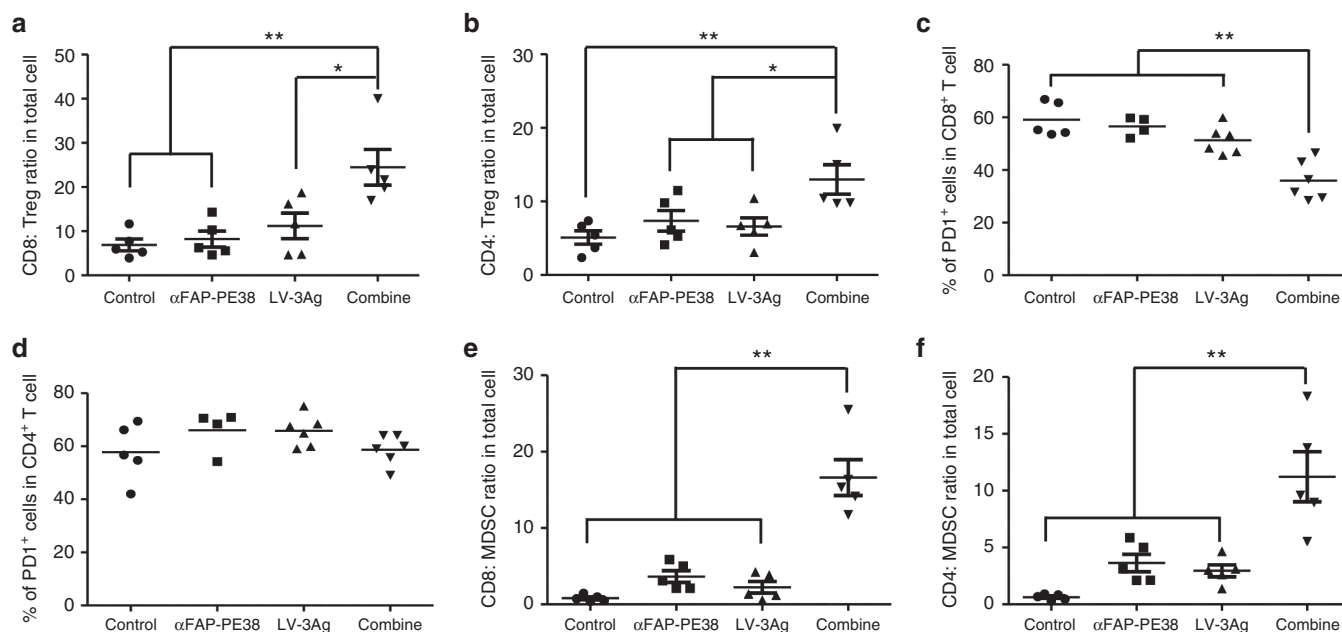 a
CD8: Treg ratio in total cell
50
40
30
20
10
0
**
*
Control
αFAP-PE38
LV-3Ag
Combine
b
CD4: Treg ratio in total cell
30
20
10
0
**
*
Control
αFAP-PE38
LV-3Ag
Combine
c
% of PD1+ cells in CD8+ T cell
80
60
40
20
0
**
Control
αFAP-PE38
LV-3Ag
Combine
d
% of PD1+ cells in CD4+ T cell
80
60
40
20
0
Control
αFAP-PE38
LV-3Ag
Combine
e
CD8: MDSC ratio in total cell
30
20
10
0
**
Control
αFAP-PE38
LV-3Ag
Combine
f
CD4: MDSC ratio in total cell
20
15
10
5
0
**
Control
αFAP-PE38
LV-3Ag
Combine